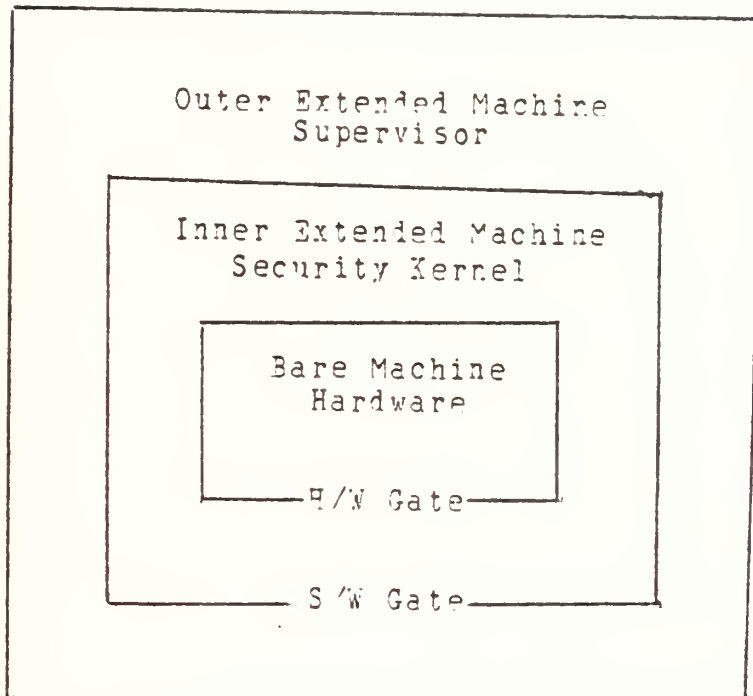 Outer Extended Machine
Supervisor
Inner Extended Machine
Security Kernel
Bare Machine
Hardware
H/W Gate
S/W Gate